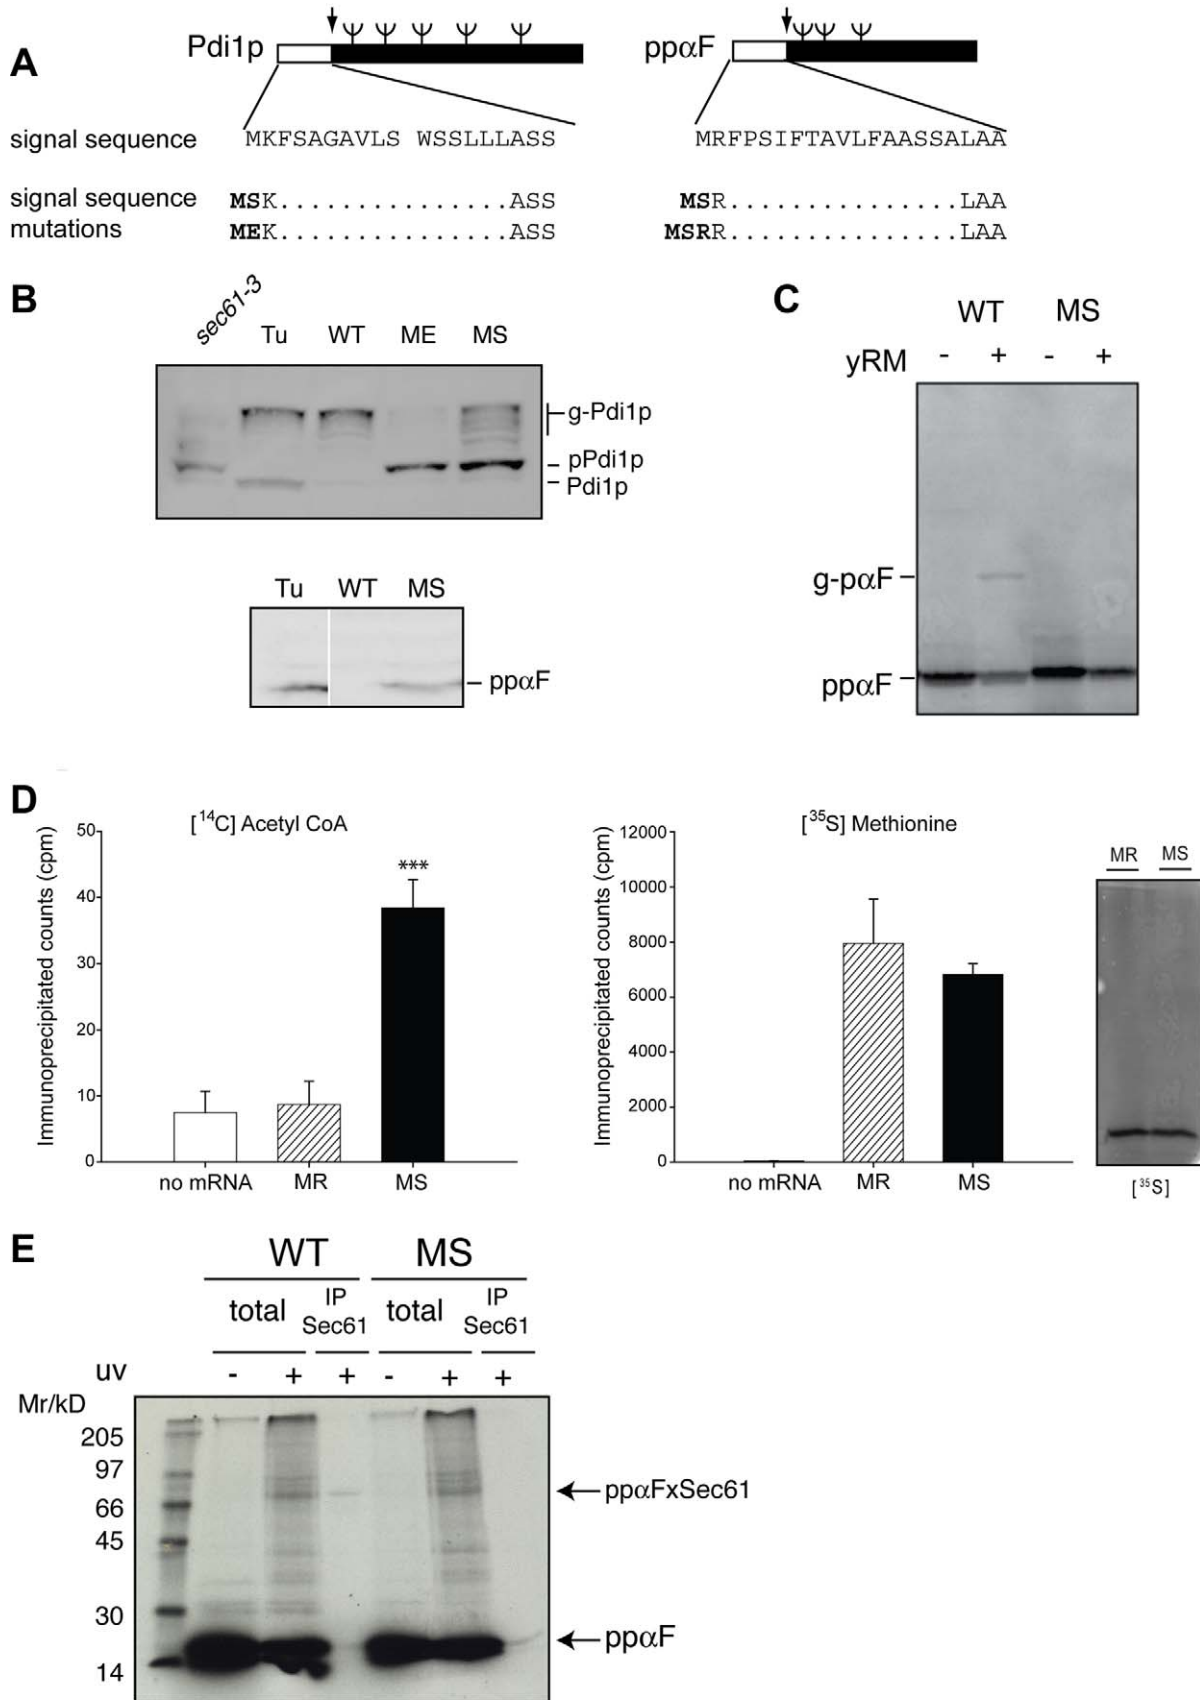 A
Pdi1p
ppαF
signal sequence
MKFSAGAVLS WSSLLLASS
MRFPSIFTAVLFAASSALAA
signal sequence
mutations
MSK...............ASS
MEK...............ASS
MSR...............LAA
MSRR...............LAA
B
sec61-3
Tu
WT
ME
MS
g-Pdi1p
pPdi1p
Pdi1p
Tu
WT
MS
ppαF
C
WT
MS
yRM
- + - +
g-pαF
ppαF
D
[14C] Acetyl CoA
Immunoprecipitated counts (cpm)
50
40
30
20
10
0
***
no mRNA
MR
MS
[35S] Methionine
Immunoprecipitated counts (cpm)
12000
10000
8000
6000
4000
2000
0
no mRNA
MR
MS
MR
MS
[35S]
E
WT
MS
total
IP
Sec61
total
IP
Sec61
uv
- + + - + +
Mr/kD
205
97
66
45
30
14
ppαFxSec61
ppαF